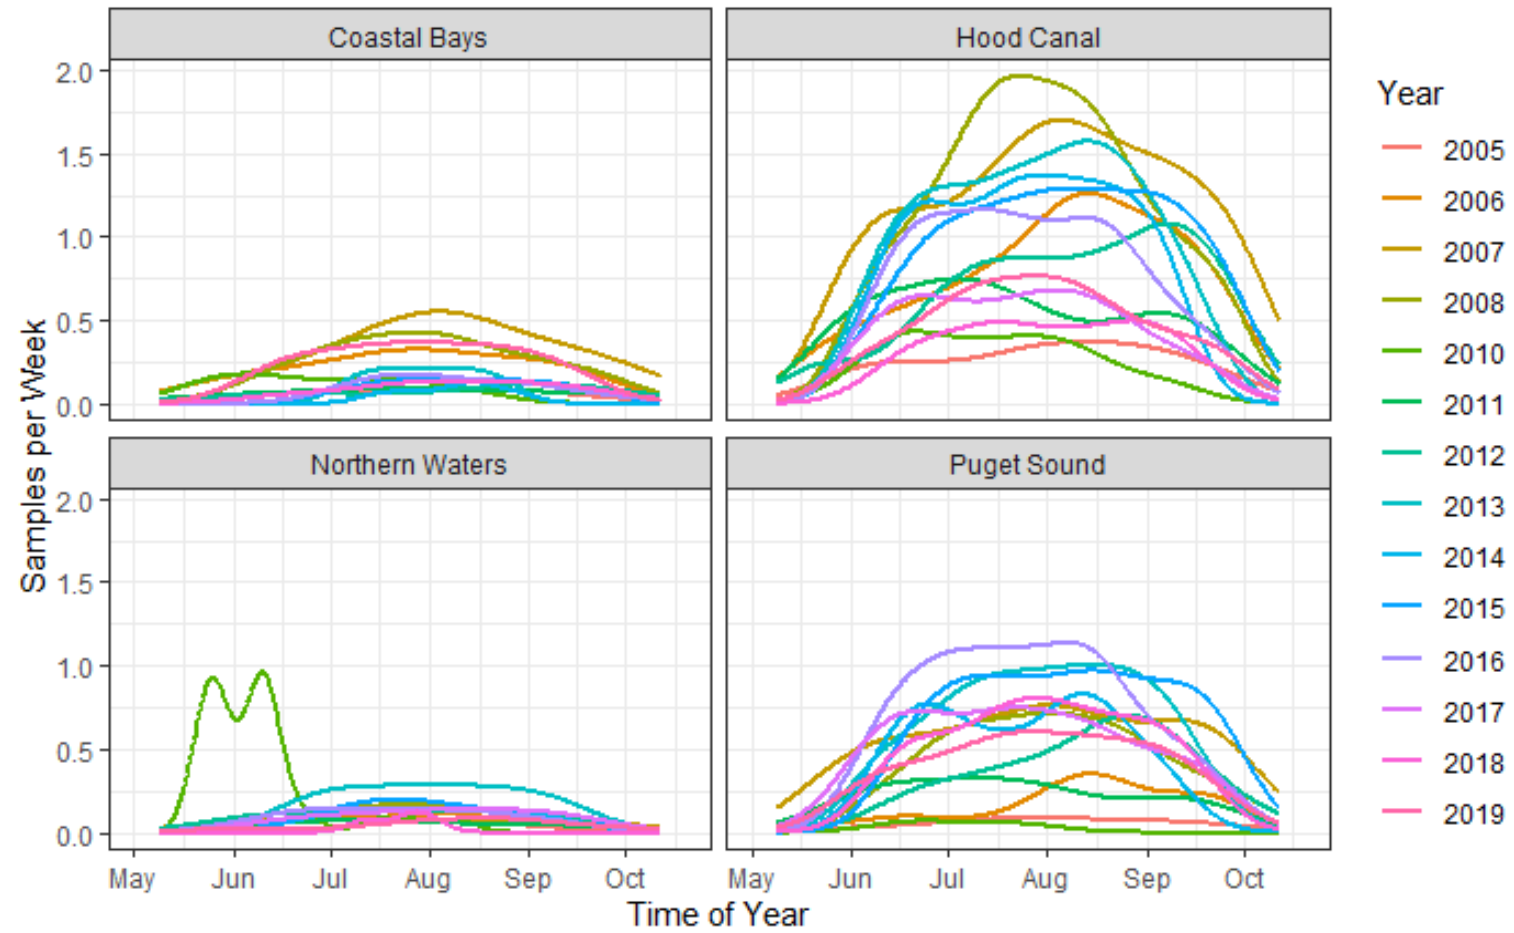 Coastal Bays
Hood Canal
2.0
1.5
1.0
0.5
0.0
Northern Waters
Puget Sound
2.0
1.5
1.0
0.5
0.0
May Jun Jul Aug Sep Oct
May Jun Jul Aug Sep Oct
Time of Year
Samples per Week
Year
2005
2006
2007
2008
2010
2011
2012
2013
2014
2015
2016
2017
2018
2019